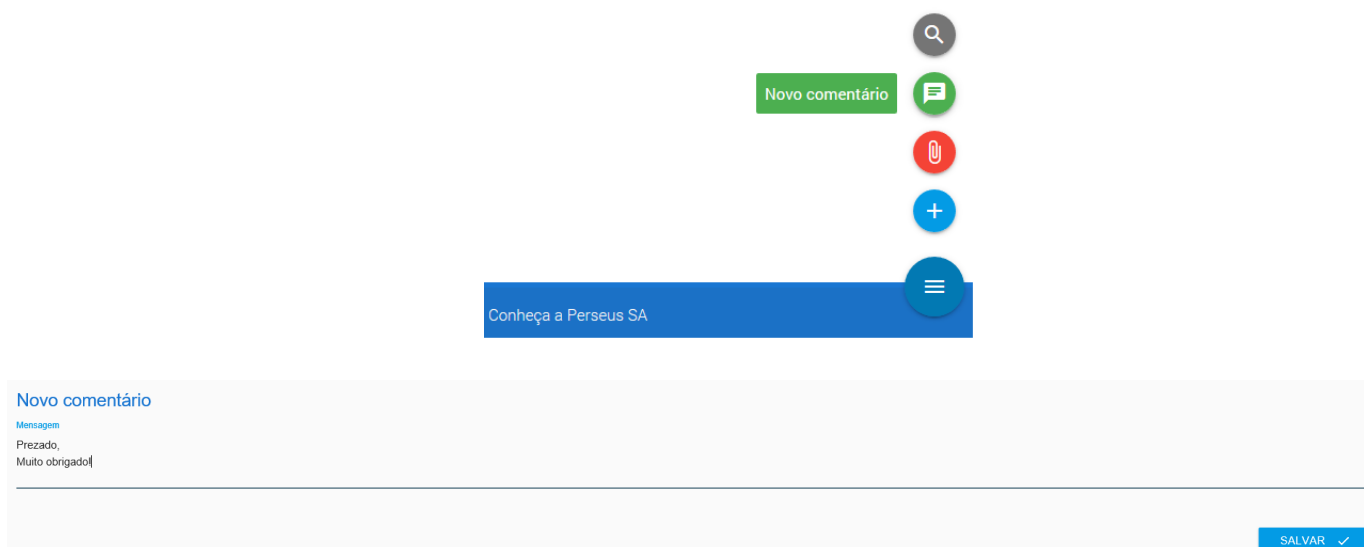 Novo comentário
Conheça a Perseus SA
Novo comentário
Mensagem
Prezado,
Muito obrigado!
SALVAR